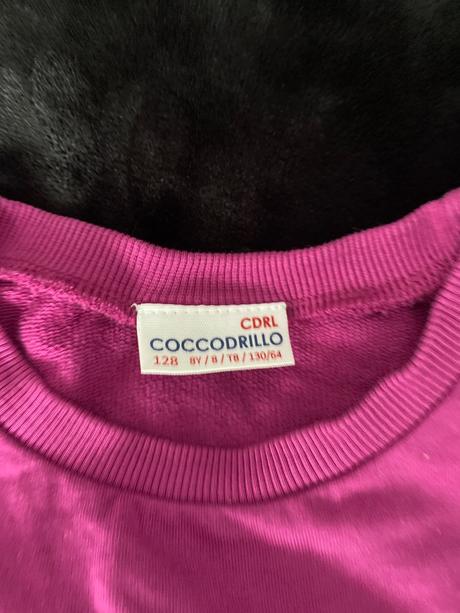 CDRL
COCCODRILLO
128 8Y / 8 / T8 / 130/64